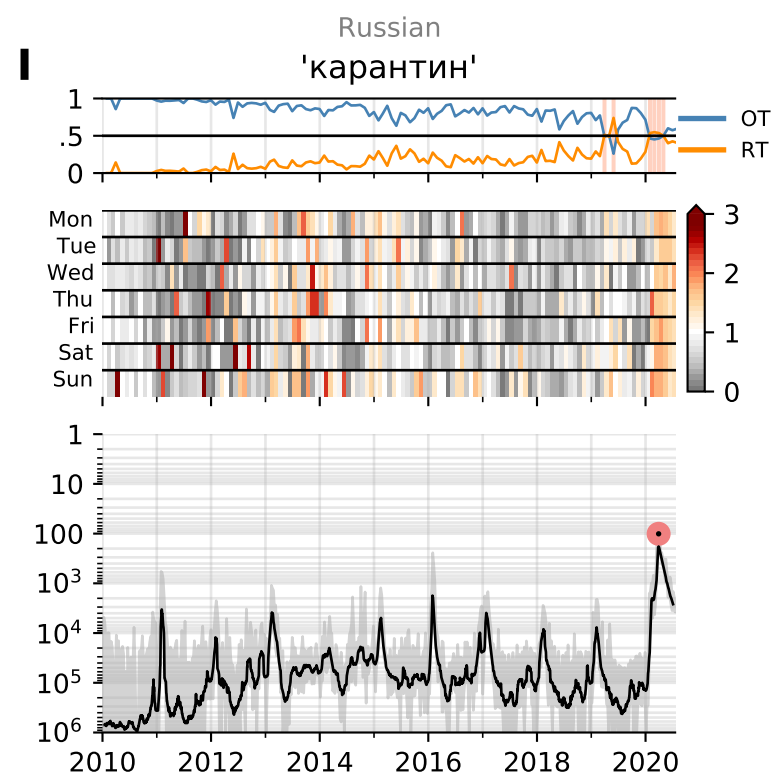 Russian
I 'карантин'
1
.5
0
OT
RT
Mon
Tue
Wed
Thu
Fri
Sat
Sun
3
2
1
0
1
10
100
10³
10⁴
10⁵
10⁶
2010 2012 2014 2016 2018 2020